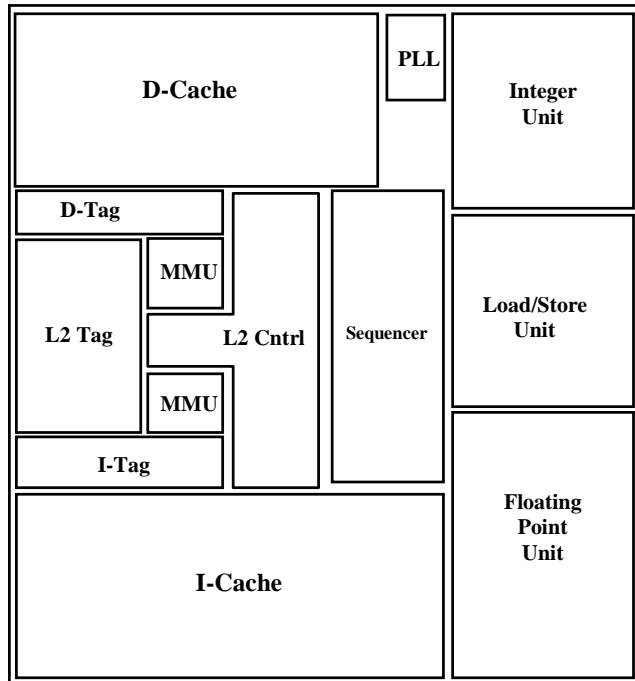 D-Cache
PLL
Integer
Unit
D-Tag
MMU
L2 Tag
L2 Cntrl
Sequencer
Load/Store
Unit
MMU
I-Tag
I-Cache
Floating
Point
Unit